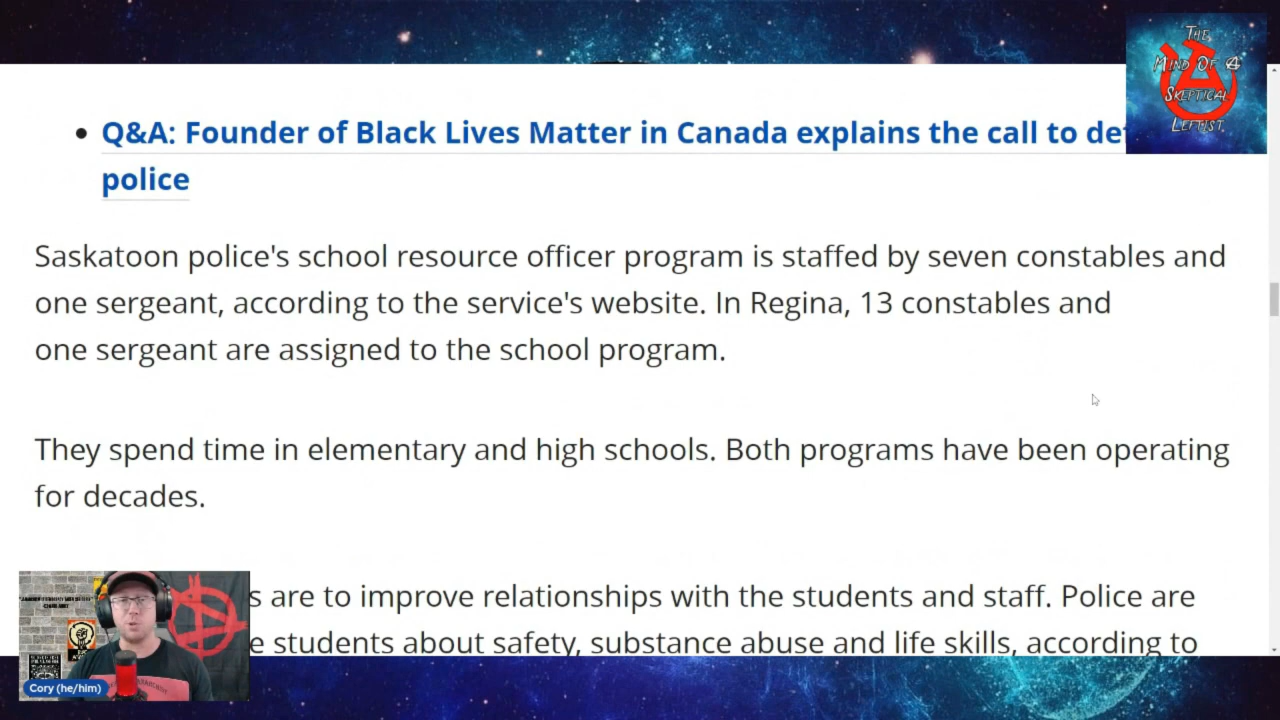 THE
MIND OF A
SKEPTICAL
LEFTIST
Q&A: Founder of Black Lives Matter in Canada explains the call to
police
Saskatoon police's school resource officer program is staffed by seven constables and
one sergeant, according to the service's website. In Regina, 13 constables and
one sergeant are assigned to the school program.
They spend time in elementary and high schools. Both programs have been operating
for decades.
s are to improve relationships with the students and staff. Police are
e students about safety, substance abuse and life skills, according to
Cory (he/him)